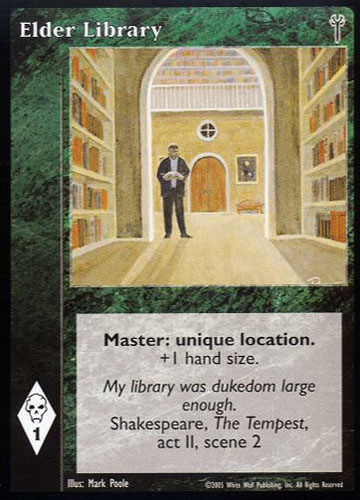 Elder Library
Master: unique location.
+1 hand size.
My library was dukedom large
enough.
Shakespeare, The Tempest,
act II, scene 2
1
Illus: Mark Poole
©2005 White Wolf Publishing, Inc. All Rights Reserved